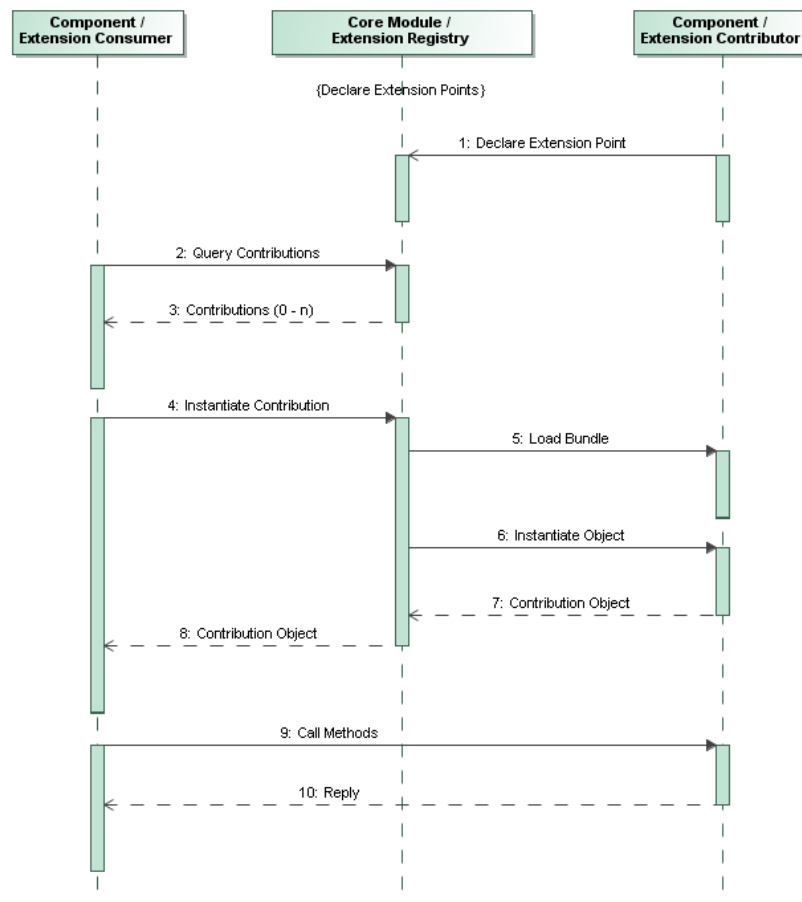 Component /
Extension Consumer
Core Module /
Extension Registry
Component /
Extension Contributor
{Declare Extension Points}
1: Declare Extension Point
2: Query Contributions
3: Contributions (0 - n)
4: Instantiate Contribution
5: Load Bundle
6: Instantiate Object
7: Contribution Object
8: Contribution Object
9: Call Methods
10: Reply